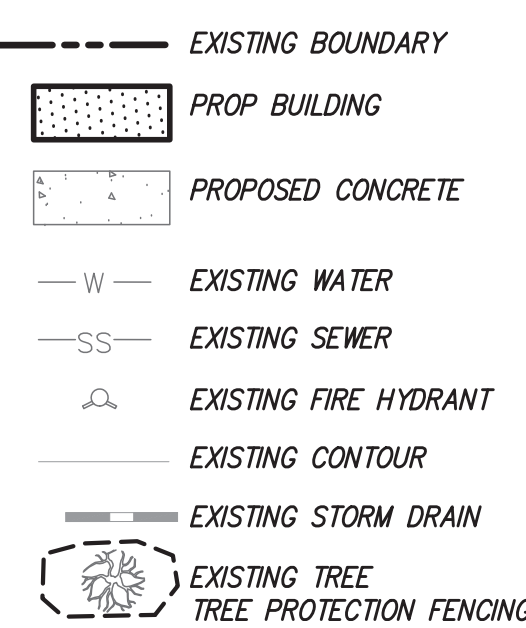 EXISTING BOUNDARY
PROP BUILDING
PROPOSED CONCRETE
W EXISTING WATER
SS EXISTING SEWER
EXISTING FIRE HYDRANT
EXISTING CONTOUR
EXISTING STORM DRAIN
EXISTING TREE
TREE PROTECTION FENCING